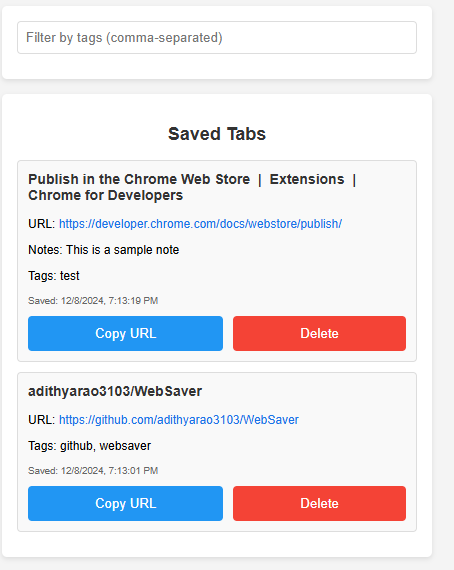 Filter by tags (comma-separated)
Saved Tabs
Publish in the Chrome Web Store | Extensions |
Chrome for Developers
URL: https://developer.chrome.com/docs/webstore/publish/
Notes: This is a sample note
Tags: test
Saved: 12/8/2024, 7:13:19 PM
Copy URL Delete
adithyarao3103/WebSaver
URL: https://github.com/adithyarao3103/WebSaver
Tags: github, websaver
Saved: 12/8/2024, 7:13:01 PM
Copy URL Delete